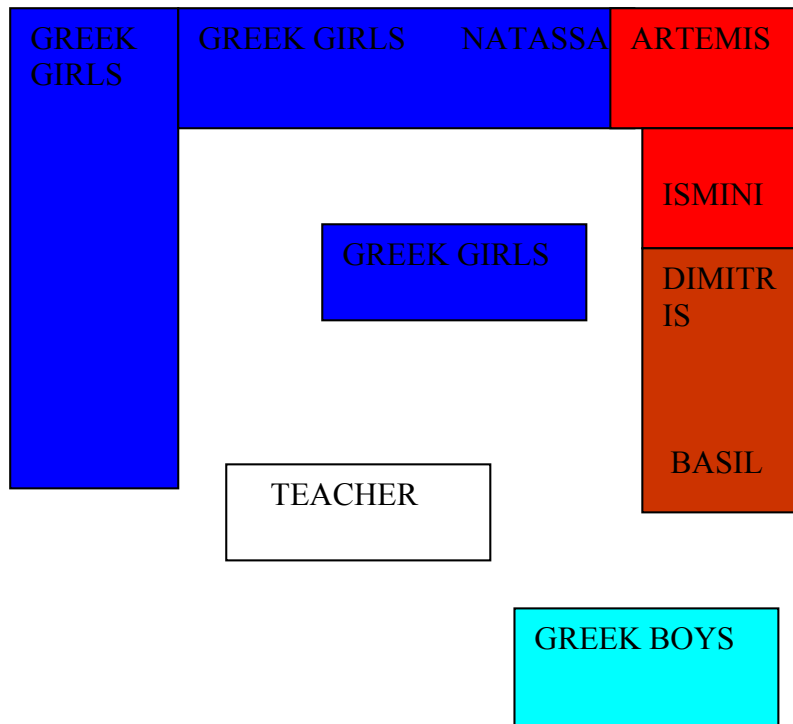 GREEK
GIRLS
GREEK GIRLS NATASSA
ARTEMIS
ISMINI
GREEK GIRLS
DIMITR
IS
BASIL
TEACHER
GREEK BOYS